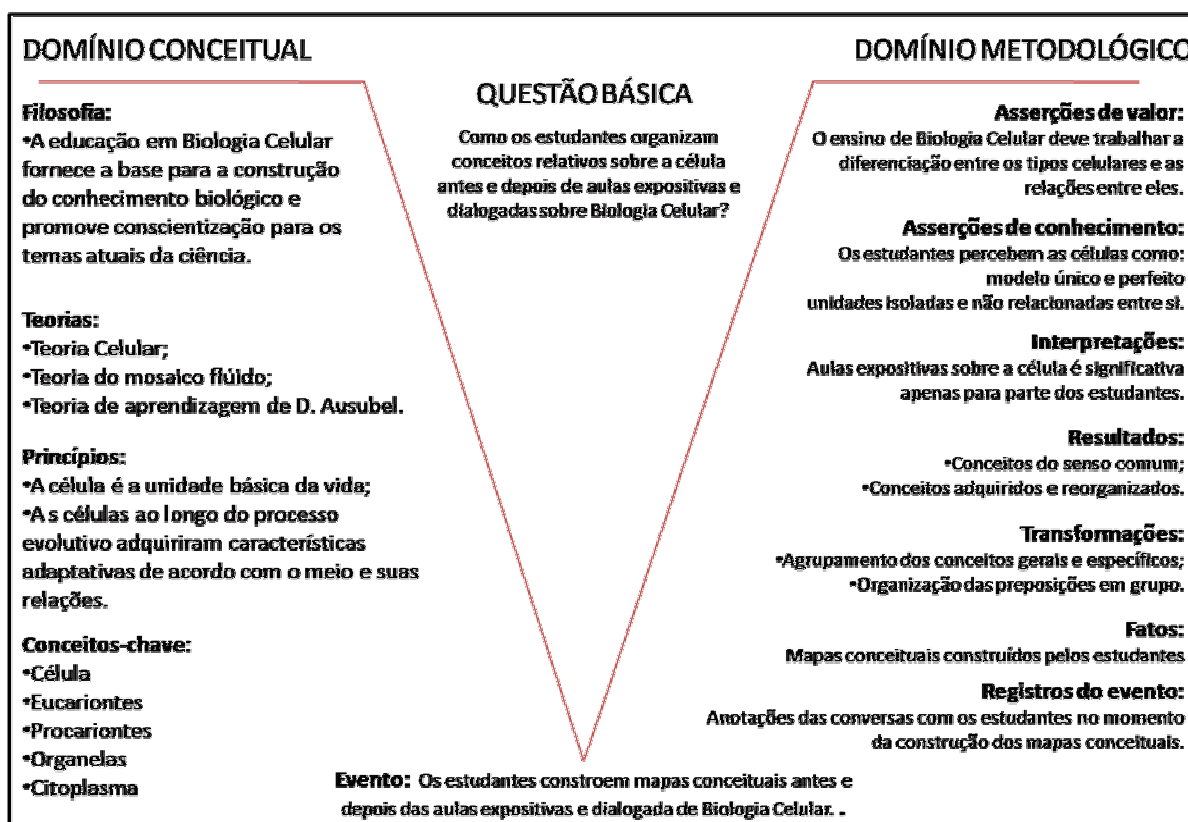 DOMÍNIO CONCEITUAL
Filosofia:
•A educação em Biologia Celular
fornece a base para a construção
do conhecimento biológico e
promove conscientização para os
temas atuais da ciência.
Teorias:
•Teoria Celular;
•Teoria do mosaico flúido;
•Teoria de aprendizagem de D. Ausubel.
Princípios:
•A célula é a unidade básica da vida;
•A s células ao longo do processo
evolutivo adquiriram características
adaptativas de acordo com o meio e suas
relações.
Conceitos-chave:
•Célula
•Eucariontes
•Procariontes
•Organelas
•Citoplasma
QUESTÃO BÁSICA
Como os estudantes organizam
conceitos relativos sobre a célula
antes e depois de aulas expositivas e
dialogadas sobre Biologia Celular?
DOMÍNIO METODOLÓGICO
Asserções de valor:
O ensino de Biologia Celular deve trabalhar a
diferenciação entre os tipos celulares e as
relações entre eles.
Asserções de conhecimento:
Os estudantes percebem as células como:
modelo único e perfeito
unidades isoladas e não relacionadas entre si.
Interpretações:
Aulas expositivas sobre a célula é significativa
apenas para parte dos estudantes.
Resultados:
•Conceitos do senso comum;
•Conceitos adquiridos e reorganizados.
Transformações:
•Agrupamento dos conceitos gerais e específicos;
•Organização das preposições em grupo.
Fatos:
Mapas conceituais construídos pelos estudantes
Registros do evento:
Anotações das conversas com os estudantes no momento
da construção dos mapas conceituais.
Evento: Os estudantes constroem mapas conceituais antes e
depois das aulas expositivas e dialogada de Biologia Celular. .